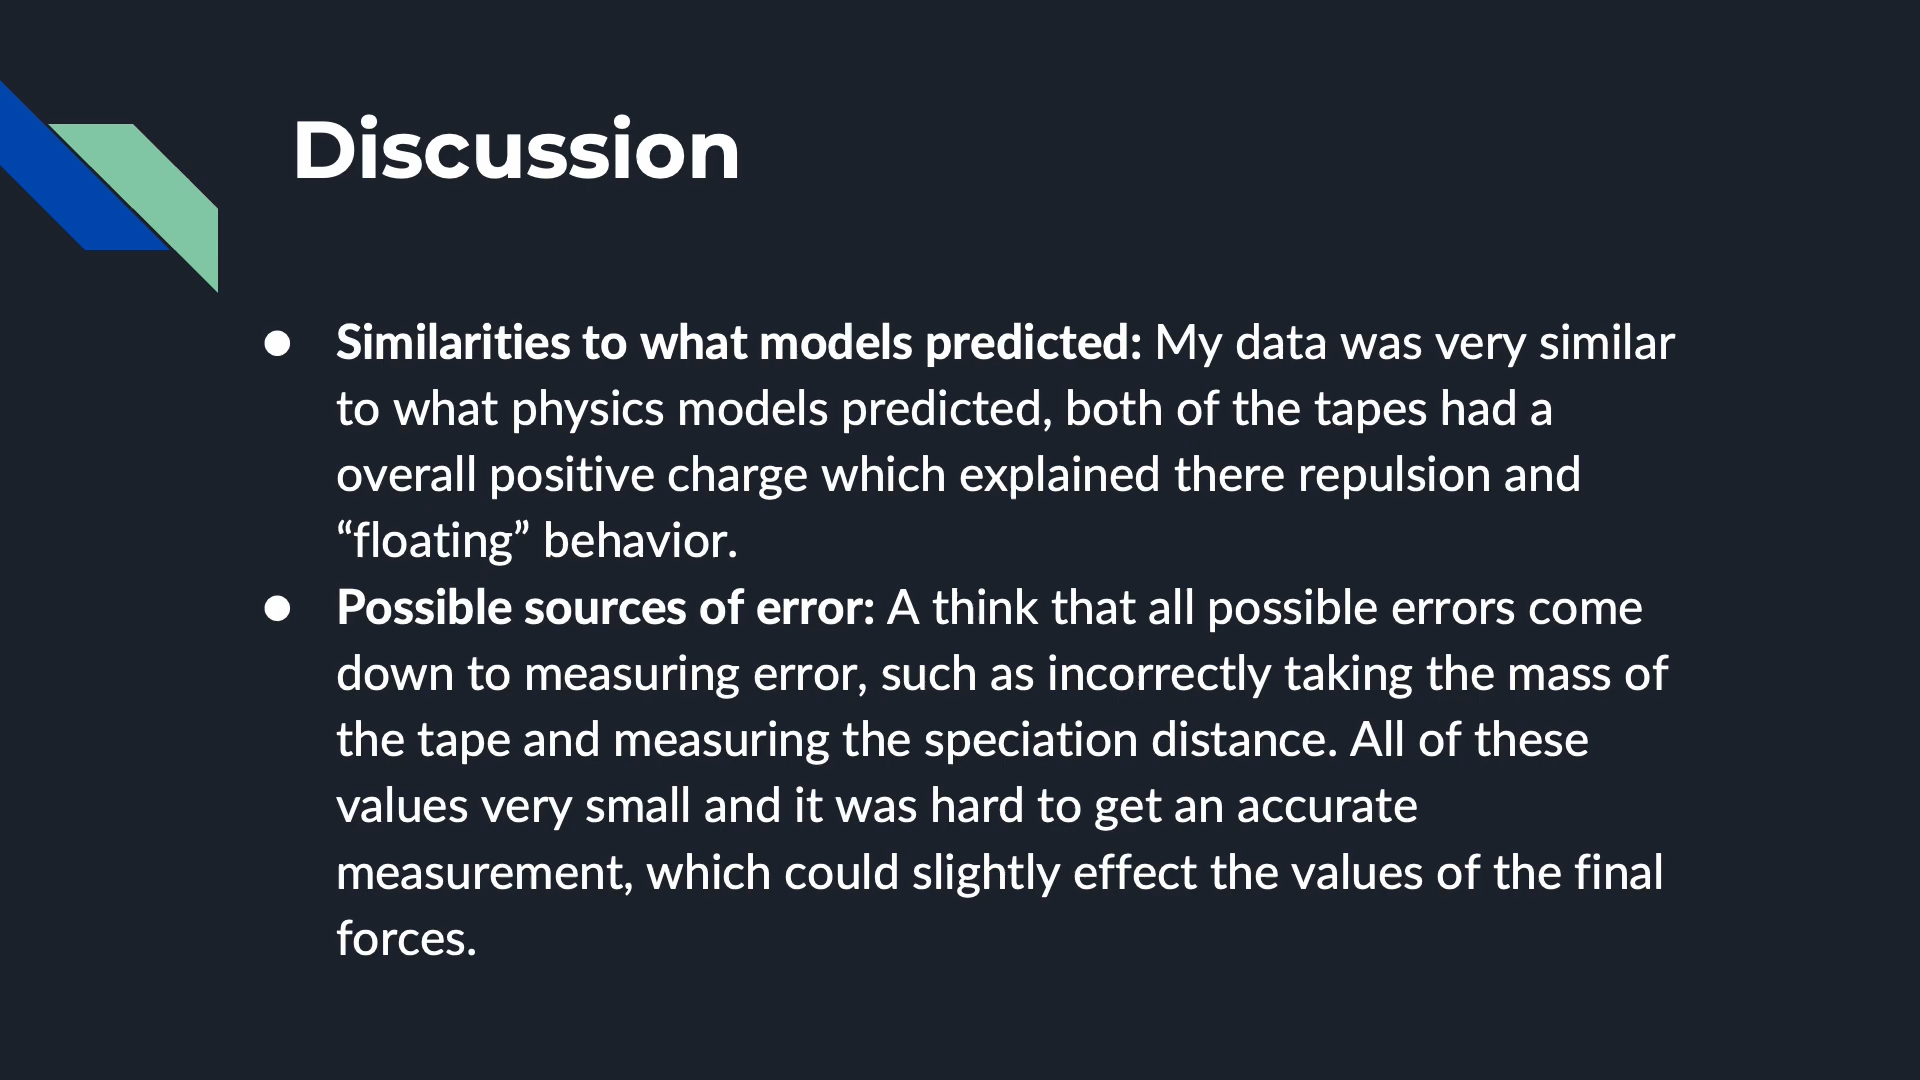 Discussion
● Similarities to what models predicted: My data was very similar
to what physics models predicted, both of the tapes had a
overall positive charge which explained there repulsion and
“floating” behavior.
● Possible sources of error: A think that all possible errors come
down to measuring error, such as incorrectly taking the mass of
the tape and measuring the speciation distance. All of these
values very small and it was hard to get an accurate
measurement, which could slightly effect the values of the final
forces.